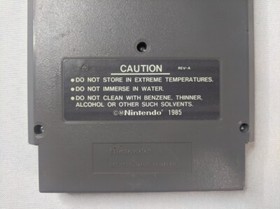 CAUTION REV-A
•DO NOT STORE IN EXTREME TEMPERATURES.
•DO NOT IMMERSE IN WATER.
•DO NOT CLEAN WITH BENZENE, THINNER,
ALCOHOL OR OTHER SUCH SOLVENTS.
©®Nintendo® 1985